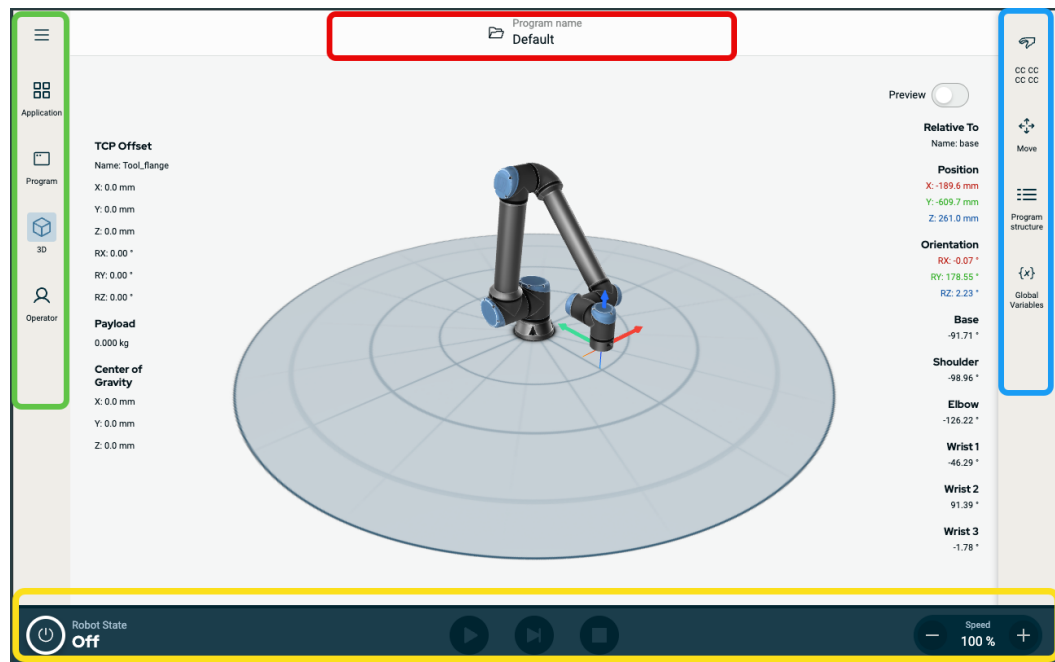 Program name
Default
Application
Program
3D
Operator
TCP Offset
Name: Tool_flange
X: 0.0 mm
Y: 0.0 mm
Z: 0.0 mm
RX: 0.00 °
RY: 0.00 °
RZ: 0.00 °
Payload
0.000 kg
Center of
Gravity
X: 0.0 mm
Y: 0.0 mm
Z: 0.0 mm
Preview
Relative To
Name: base
Position
X: -189.6 mm
Y: -609.7 mm
Z: 261.0 mm
Orientation
RX: -0.07 °
RY: 178.55 °
RZ: 2.23 °
Base
-91.71 °
Shoulder
-98.96 °
Elbow
-126.22 °
Wrist 1
-46.29 °
Wrist 2
91.39 °
Wrist 3
-1.78 °
CC CC
CC CC
Move
Program
structure
{x}
Global
Variables
Robot State
Off
Speed
100 %